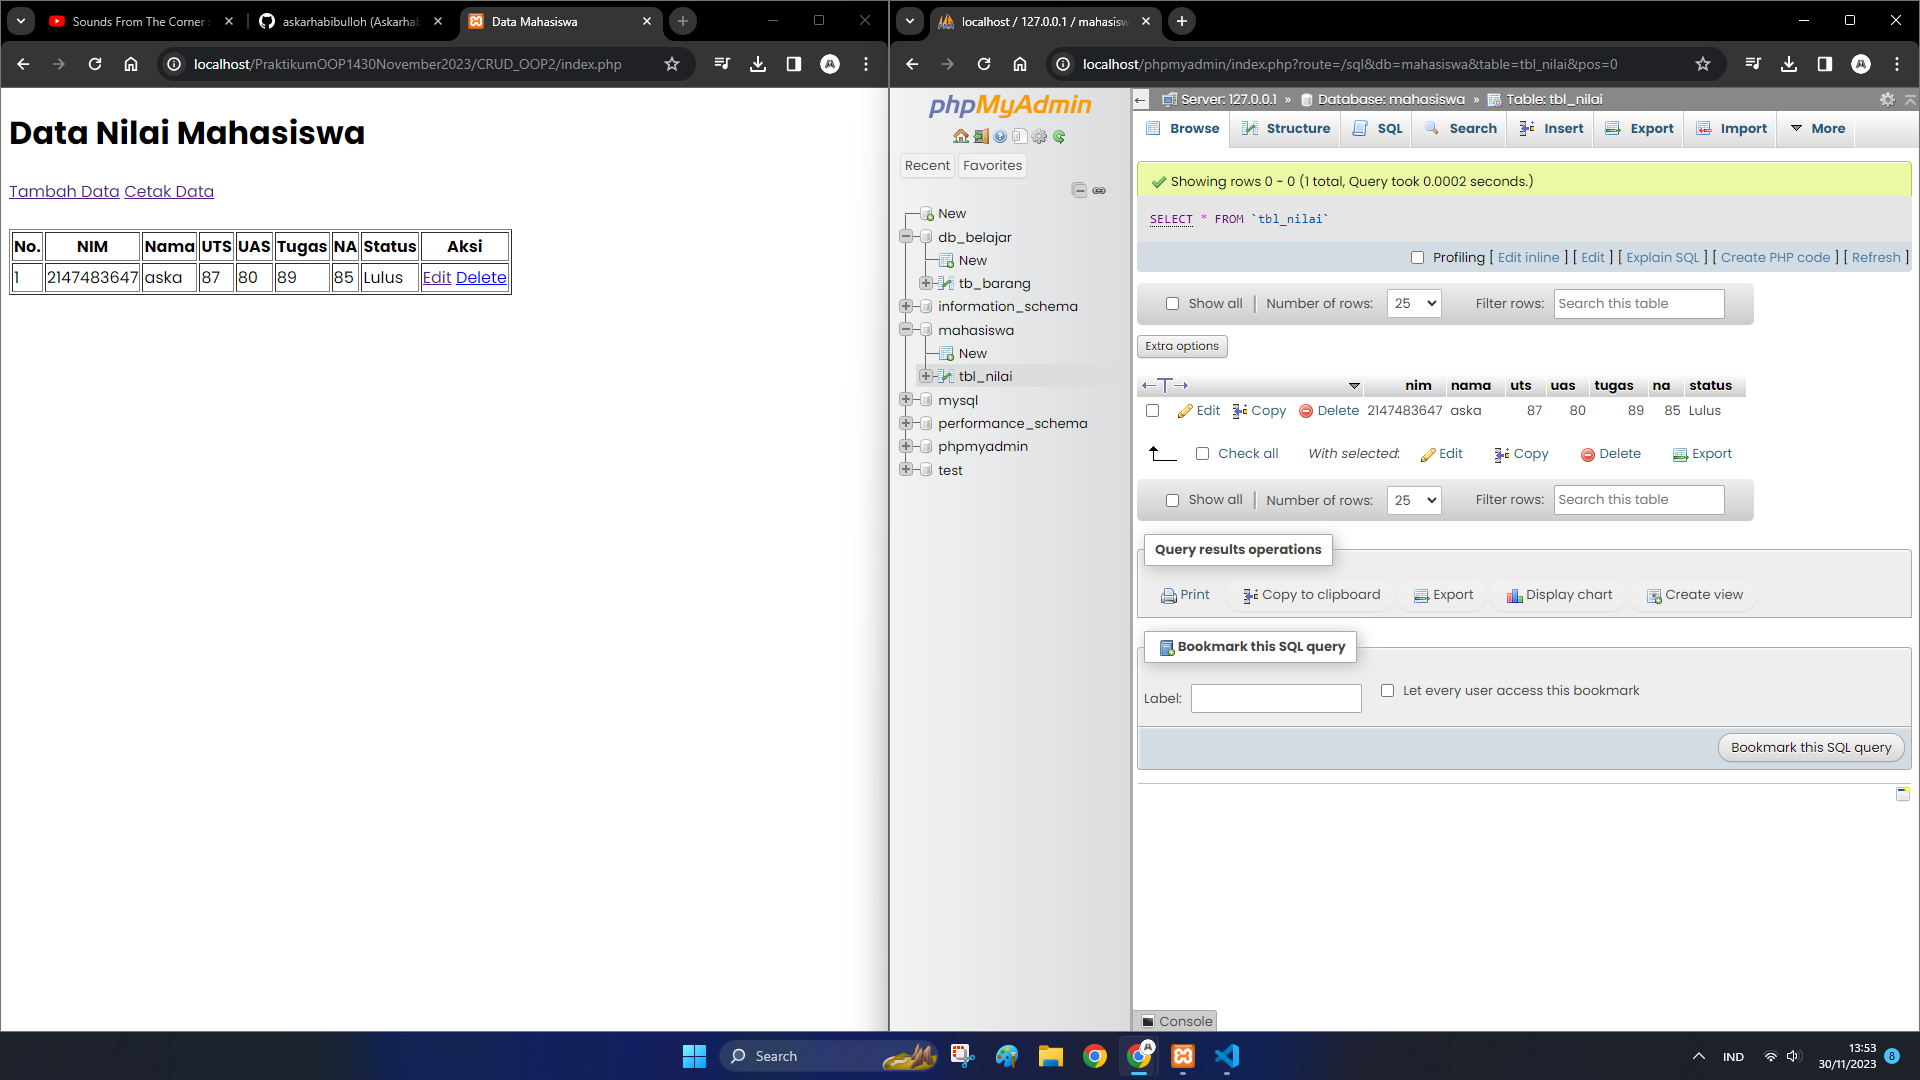 Sounds From The Corner
askarhabibulloh (Askarhab
Data Mahasiswa
localhost/PraktikumOOP1430November2023/CRUD_OOP2/index.php
Data Nilai Mahasiswa
Tambah Data Cetak Data
No. NIM Nama UTS UAS Tugas NA Status Aksi
1 2147483647 aska 87 80 89 85 Lulus Edit Delete
localhost / 127.0.0.1 / mahasisw
localhost/phpmyadmin/index.php?route=/sql&db=mahasiswa&table=tbl_nilai&pos=0
phpMyAdmin
Recent Favorites
New
db_belajar
New
tb_barang
information_schema
mahasiswa
New
tbl_nilai
mysql
performance_schema
phpmyadmin
test
Server: 127.0.0.1 » Database: mahasiswa » Table: tbl_nilai
Browse Structure SQL Search Insert Export Import More
Showing rows 0 - 0 (1 total, Query took 0.0002 seconds.)
SELECT * FROM `tbl_nilai`
Profiling [ Edit inline ] [ Edit ] [ Explain SQL ] [ Create PHP code ] [ Refresh ]
Show all | Number of rows: 25 Filter rows: Search this table
Extra options
nim nama uts uas tugas na status
Edit Copy Delete 2147483647 aska 87 80 89 85 Lulus
Check all With selected: Edit Copy Delete Export
Show all | Number of rows: 25 Filter rows: Search this table
Query results operations
Print Copy to clipboard Export Display chart Create view
Bookmark this SQL query
Label: Let every user access this bookmark
Bookmark this SQL query
Console
Search
IND
13:53
30/11/2023
8